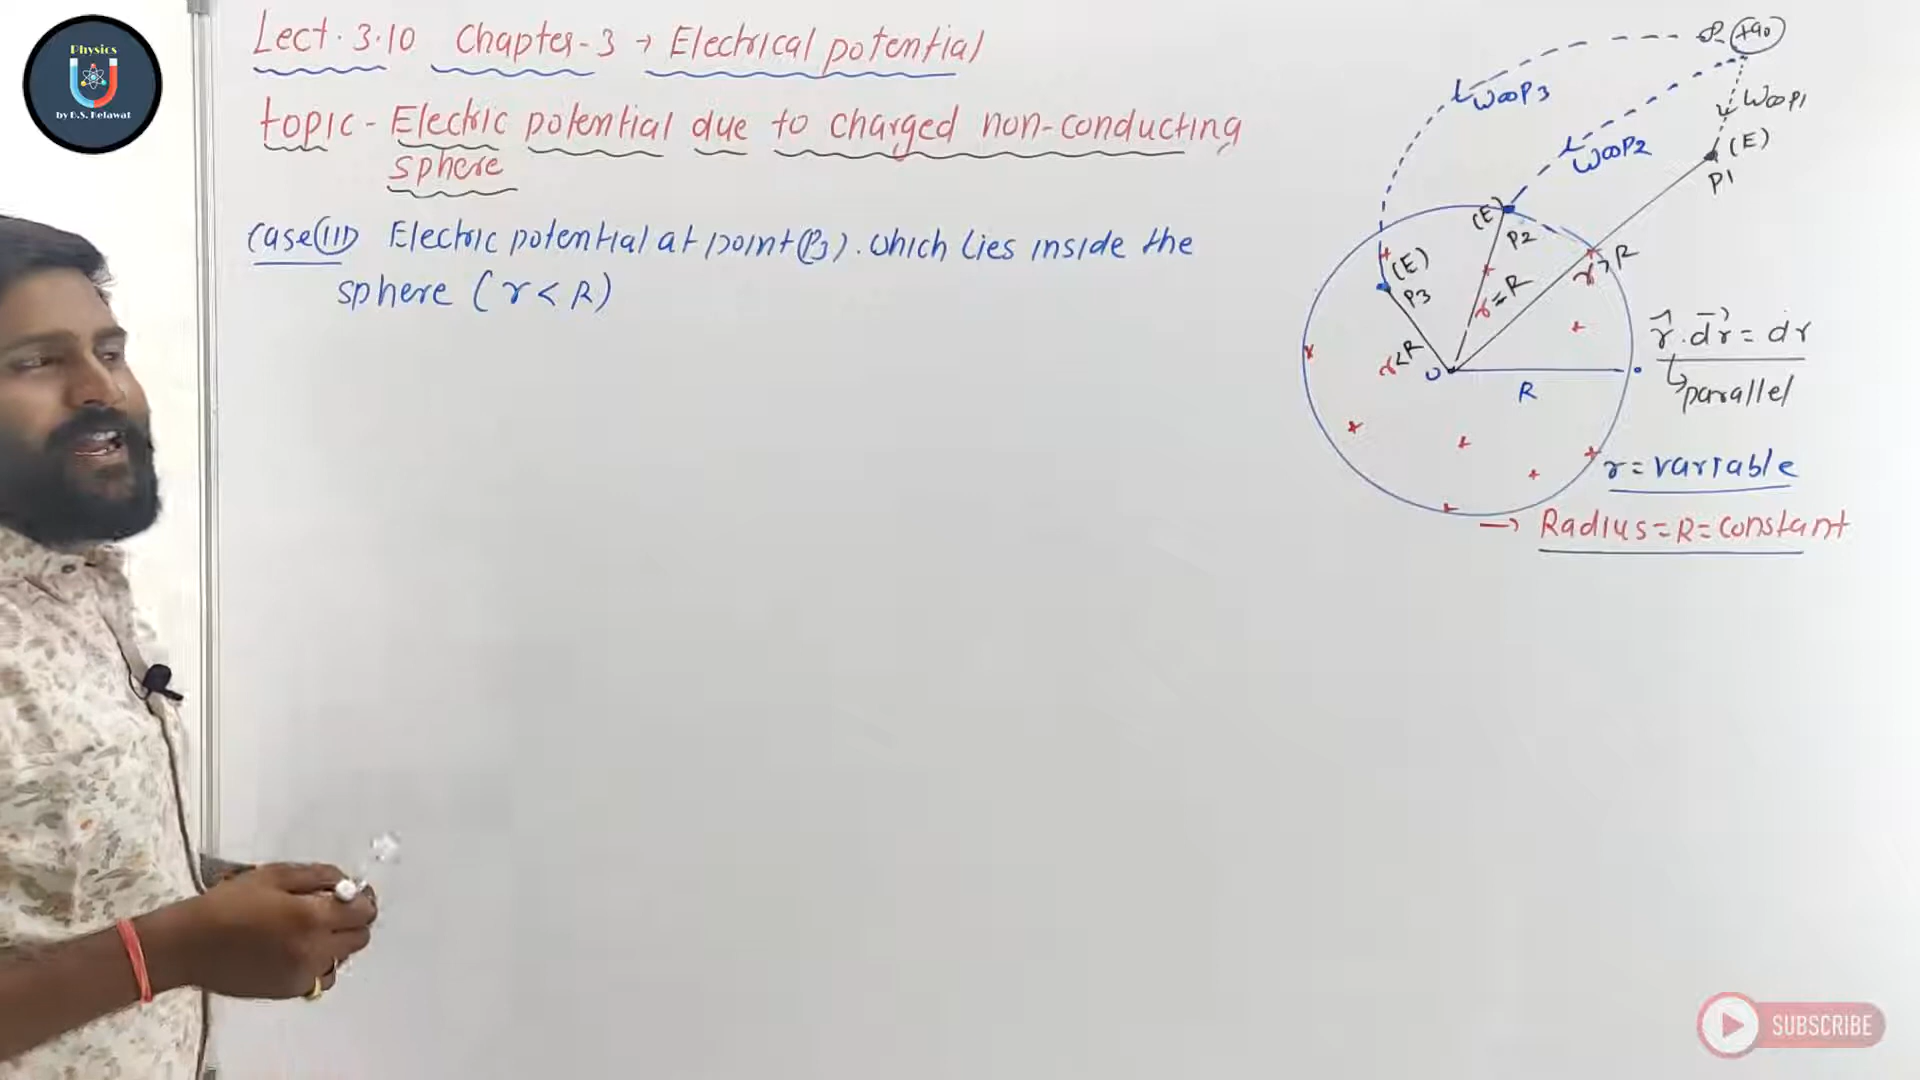 Physics
by B.S. Kelawat
Lect. 3.10 Chapter-3 → Electrical potential
topic - Electric potential due to charged non-conducting
sphere
Case(III) Electric potential at point(P3). which lies inside the
sphere (r < R)
∞ +q0
W∞P3
W∞P1
W∞P2
(E)
P1
(E)
P2
(E)
P3
r > R
r = R
r < R
O
R
r̂.dr⃗ = dr
↳ parallel
r = variable
→ Radius = R = constant
SUBSCRIBE